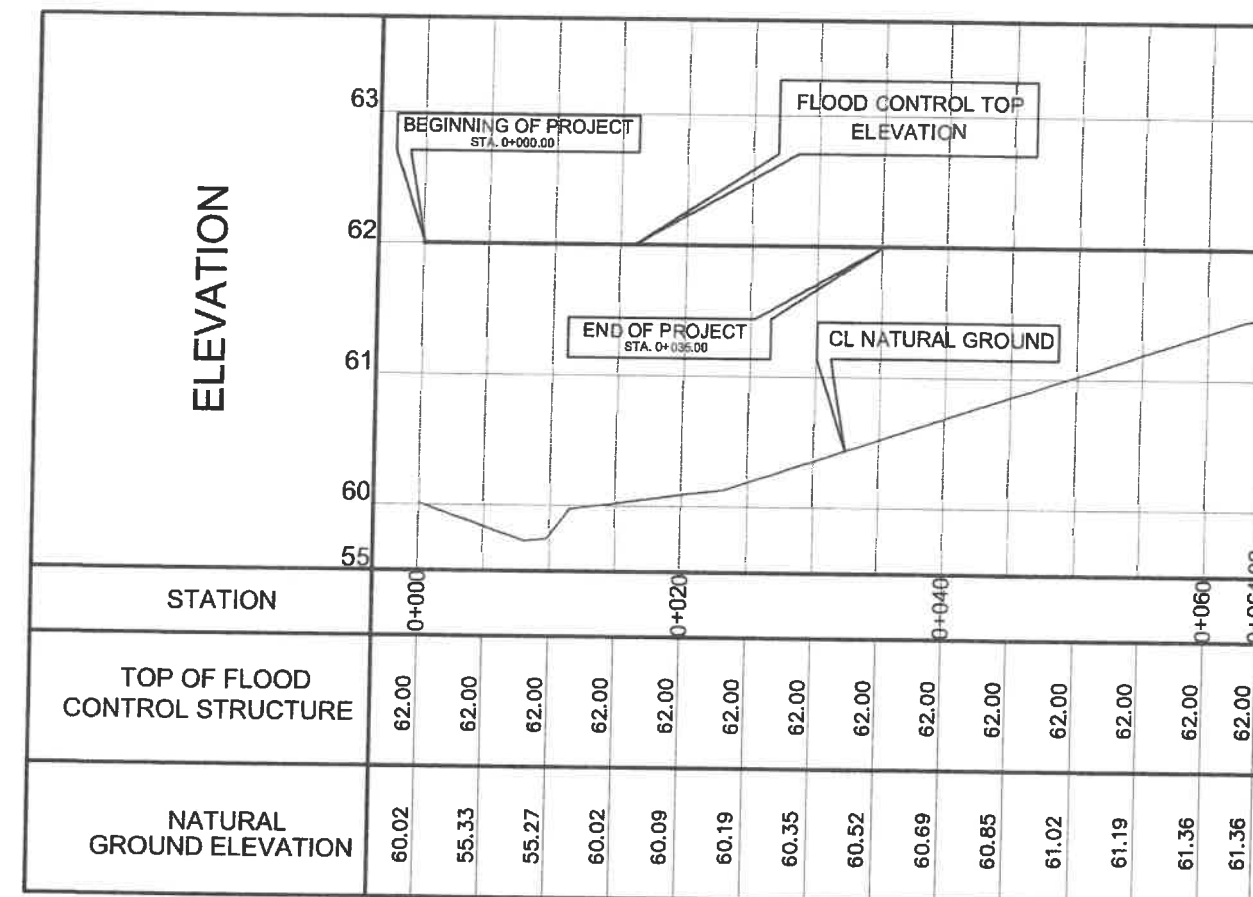 ELEVATION
63
62
61
60
55
BEGINNING OF PROJECT
STA. 0+000.00
FLOOD CONTROL TOP
ELEVATION
END OF PROJECT
STA. 0+035.00
CL NATURAL GROUND
STATION
0+000
0+020
0+040
0+060
TOP OF FLOOD
CONTROL STRUCTURE
62.00
62.00
62.00
62.00
62.00
62.00
62.00
62.00
62.00
62.00
62.00
62.00
62.00
62.00
NATURAL
GROUND ELEVATION
60.02
55.33
55.27
60.02
60.09
60.19
60.35
60.52
60.69
60.85
61.02
61.19
61.36
61.36